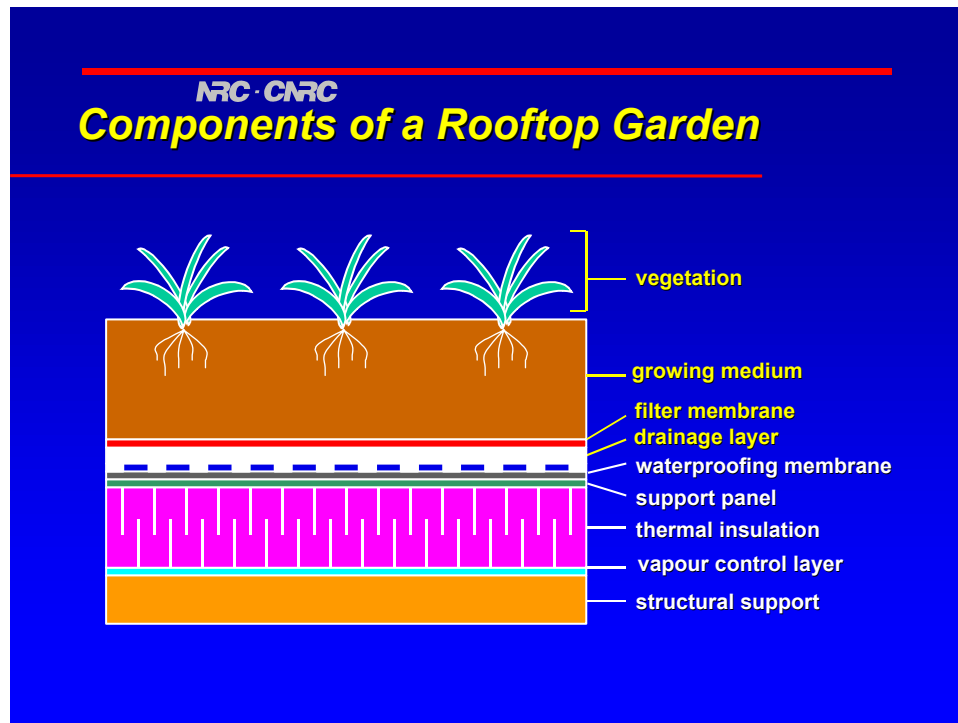 NRC·CNRC
Components of a Rooftop Garden
vegetation
growing medium
filter membrane
drainage layer
waterproofing membrane
support panel
thermal insulation
vapour control layer
structural support